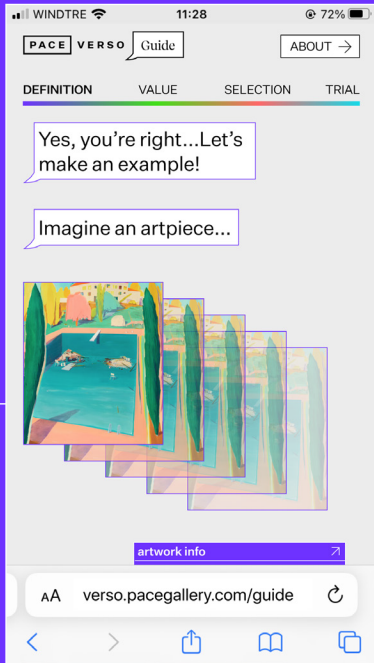 WINDTRE 11:28 72%
PACE VERSO Guide ABOUT →
DEFINITION VALUE SELECTION TRIAL
Yes, you're right...Let's
make an example!
Imagine an artpiece...
artwork info
AA verso.pacegallery.com/guide